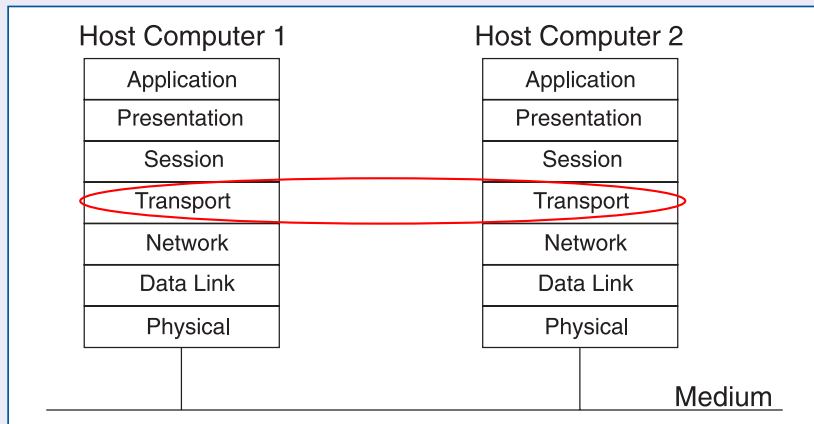 Host Computer 1
Application
Presentation
Session
Transport
Network
Data Link
Physical
Host Computer 2
Application
Presentation
Session
Transport
Network
Data Link
Physical
Medium